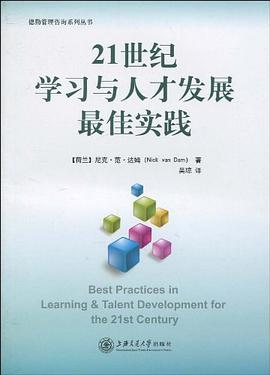 德勤管理咨询系列丛书
21世纪
学习与人才发展
最佳实践
【荷兰】尼克·范·达姆 (Nick van Dam) 著
吴琼 译
Best Practices in
Learning & Talent Development for
the 21st Century
上海交通大学出版社